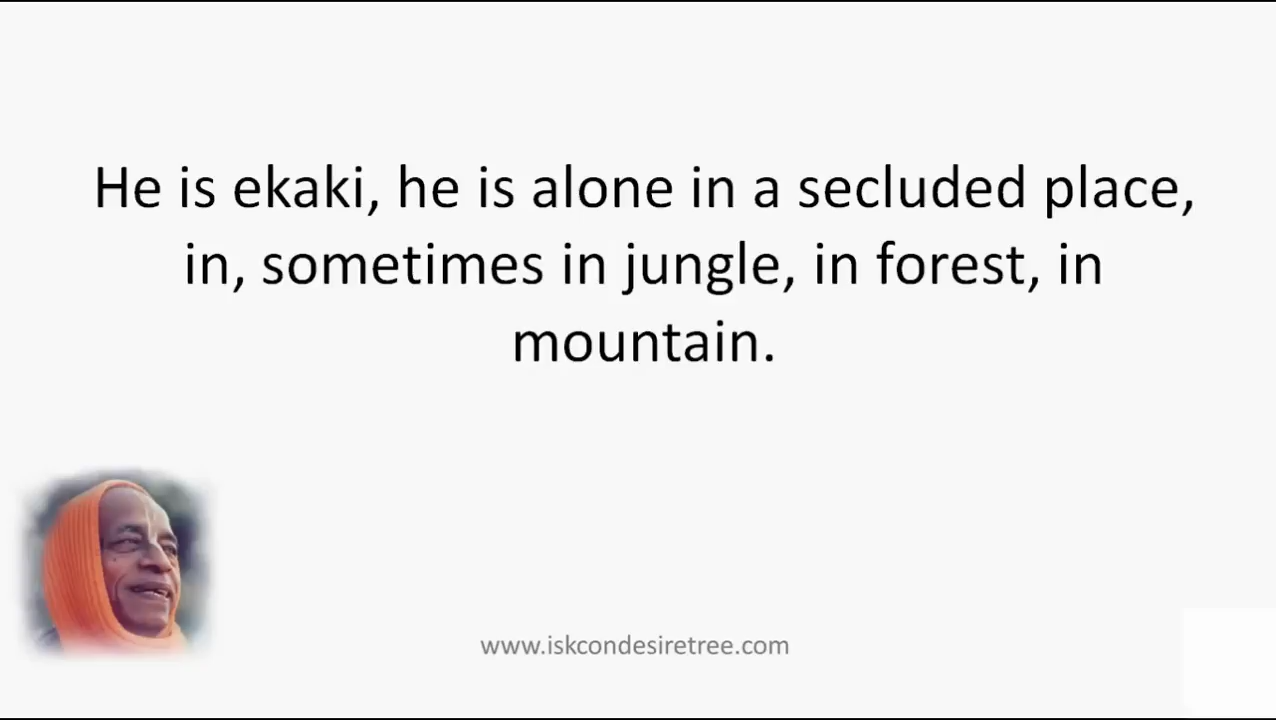 He is ekaki, he is alone in a secluded place,
in, sometimes in jungle, in forest, in
mountain.
www.iskcondesiretree.com